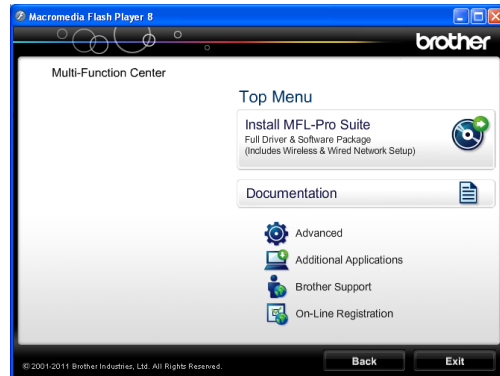 Macromedia Flash Player 8
brother
Multi-Function Center
Top Menu
Install MFL-Pro Suite
Full Driver & Software Package
(Includes Wireless & Wired Network Setup)
Documentation
Advanced
Additional Applications
Brother Support
On-Line Registration
© 2001-2011 Brother Industries, Ltd. All Rights Reserved.
Back
Exit